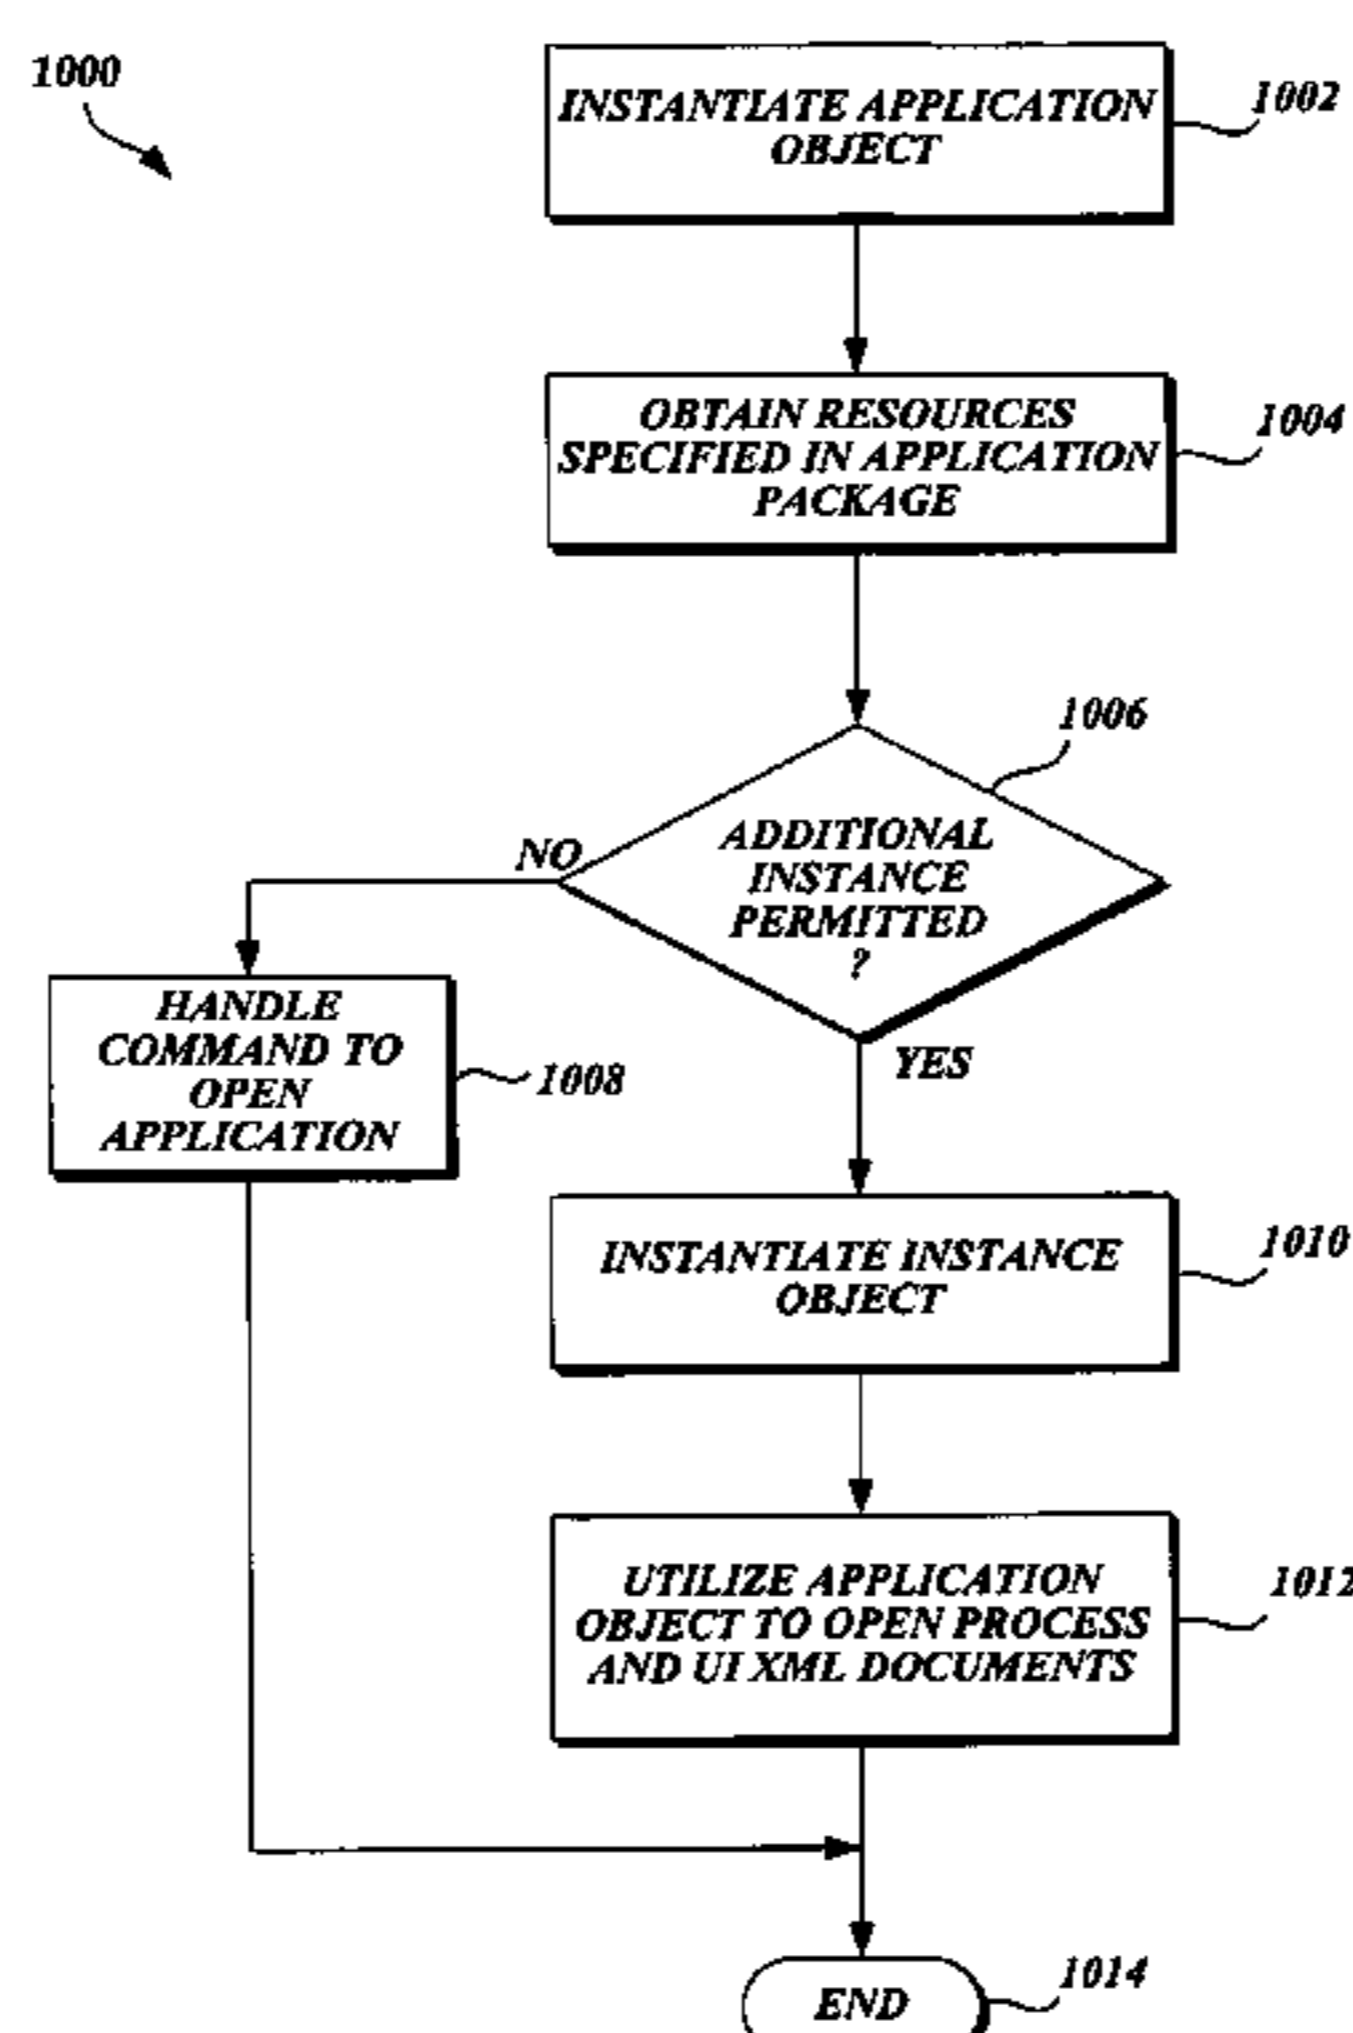 1000
INSTANTIATE APPLICATION
OBJECT
1002
OBTAIN RESOURCES
SPECIFIED IN APPLICATION
PACKAGE
1004
1006
ADDITIONAL
INSTANCE
PERMITTED
?
NO
YES
HANDLE
COMMAND TO
OPEN
APPLICATION
1008
INSTANTIATE INSTANCE
OBJECT
1010
UTILIZE APPLICATION
OBJECT TO OPEN PROCESS
AND UI XML DOCUMENTS
1012
END
1014